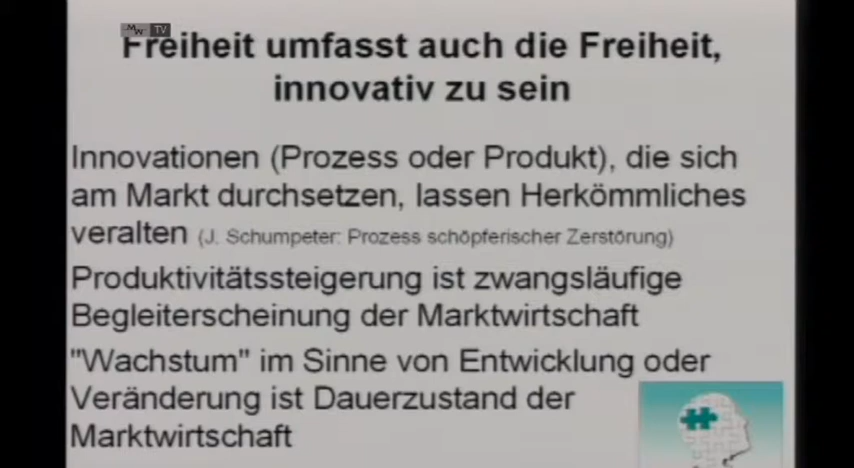 MW TV
Freiheit umfasst auch die Freiheit,
innovativ zu sein
Innovationen (Prozess oder Produkt), die sich
am Markt durchsetzen, lassen Herkömmliches
veralten (J. Schumpeter: Prozess schöpferischer Zerstörung)
Produktivitätssteigerung ist zwangsläufige
Begleiterscheinung der Marktwirtschaft
"Wachstum" im Sinne von Entwicklung oder
Veränderung ist Dauerzustand der
Marktwirtschaft